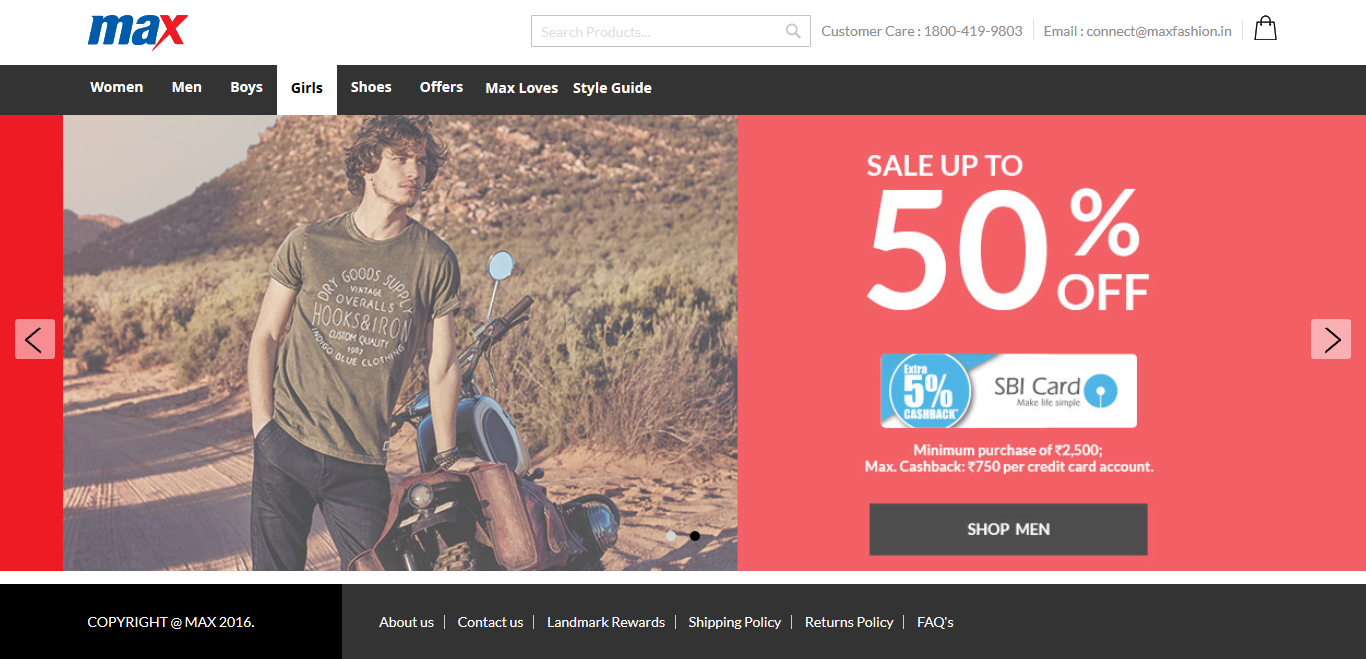 max
Search Products...
Customer Care : 1800-419-9803
Email : connect@maxfashion.in
Women Men Boys Girls Shoes Offers Max Loves Style Guide
DRY GOODS SUPPLY
VINTAGE
OVERALLS
HOOKS&IRON
CUSTOM QUALITY
1987
INDIGO BLUE CLOTHING
SALE UP TO
50%
OFF
Extra
5%
CASHBACK*
SBI Card
Make life simple
Minimum purchase of ₹2,500;
Max. Cashback: ₹750 per credit card account.
SHOP MEN
COPYRIGHT @ MAX 2016.
About us | Contact us | Landmark Rewards | Shipping Policy | Returns Policy | FAQ's